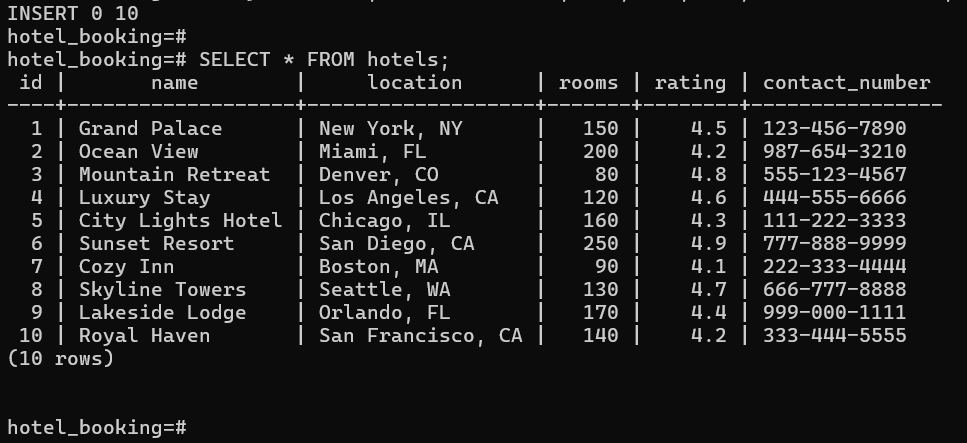 INSERT 0 10
hotel_booking=#
hotel_booking=# SELECT * FROM hotels;
 id |       name        |     location      | rooms | rating | contact_number
----+-------------------+-------------------+-------+--------+----------------
  1 | Grand Palace      | New York, NY      |   150 |    4.5 | 123-456-7890
  2 | Ocean View        | Miami, FL         |   200 |    4.2 | 987-654-3210
  3 | Mountain Retreat  | Denver, CO        |    80 |    4.8 | 555-123-4567
  4 | Luxury Stay       | Los Angeles, CA   |   120 |    4.6 | 444-555-6666
  5 | City Lights Hotel | Chicago, IL       |   160 |    4.3 | 111-222-3333
  6 | Sunset Resort     | San Diego, CA     |   250 |    4.9 | 777-888-9999
  7 | Cozy Inn          | Boston, MA        |    90 |    4.1 | 222-333-4444
  8 | Skyline Towers    | Seattle, WA       |   130 |    4.7 | 666-777-8888
  9 | Lakeside Lodge    | Orlando, FL       |   170 |    4.4 | 999-000-1111
 10 | Royal Haven       | San Francisco, CA |   140 |    4.2 | 333-444-5555
(10 rows)
hotel_booking=#